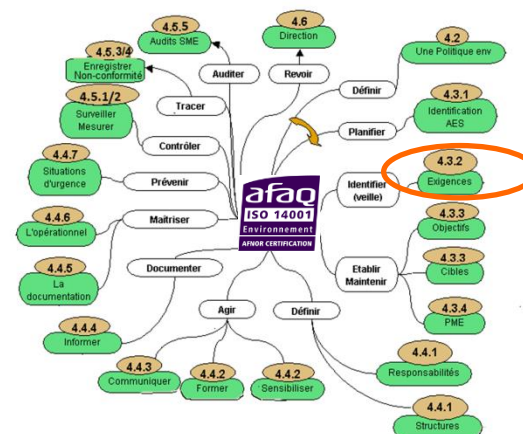 4.6
Direction
4.5.5
Audits SME
4.2
Une Politique env
4.5.3/4
Enregistrer
Non-conformité
Auditer
Revoir
Définir
4.5.1/2
Surveiller
Mesurer
Tracer
4.3.1
Identification
AES
Planifier
Contrôler
4.3.2
Exigences
4.4.7
Situations
d'urgence
Prévenir
Identifier
(veille)
afaq
ISO 14001
Environnement
AFNOR CERTIFICATION
4.4.6
L'opérationnel
Maitriser
4.3.3
Objectifs
4.4.5
La
documentation
Documenter
Etablir
Maintenir
4.3.3
Cibles
4.3.4
PME
Agir
Définir
4.4.4
Informer
4.4.3
Communiquer
4.4.2
Former
4.4.2
Sensibiliser
4.4.1
Responsabilités
4.4.1
Structures